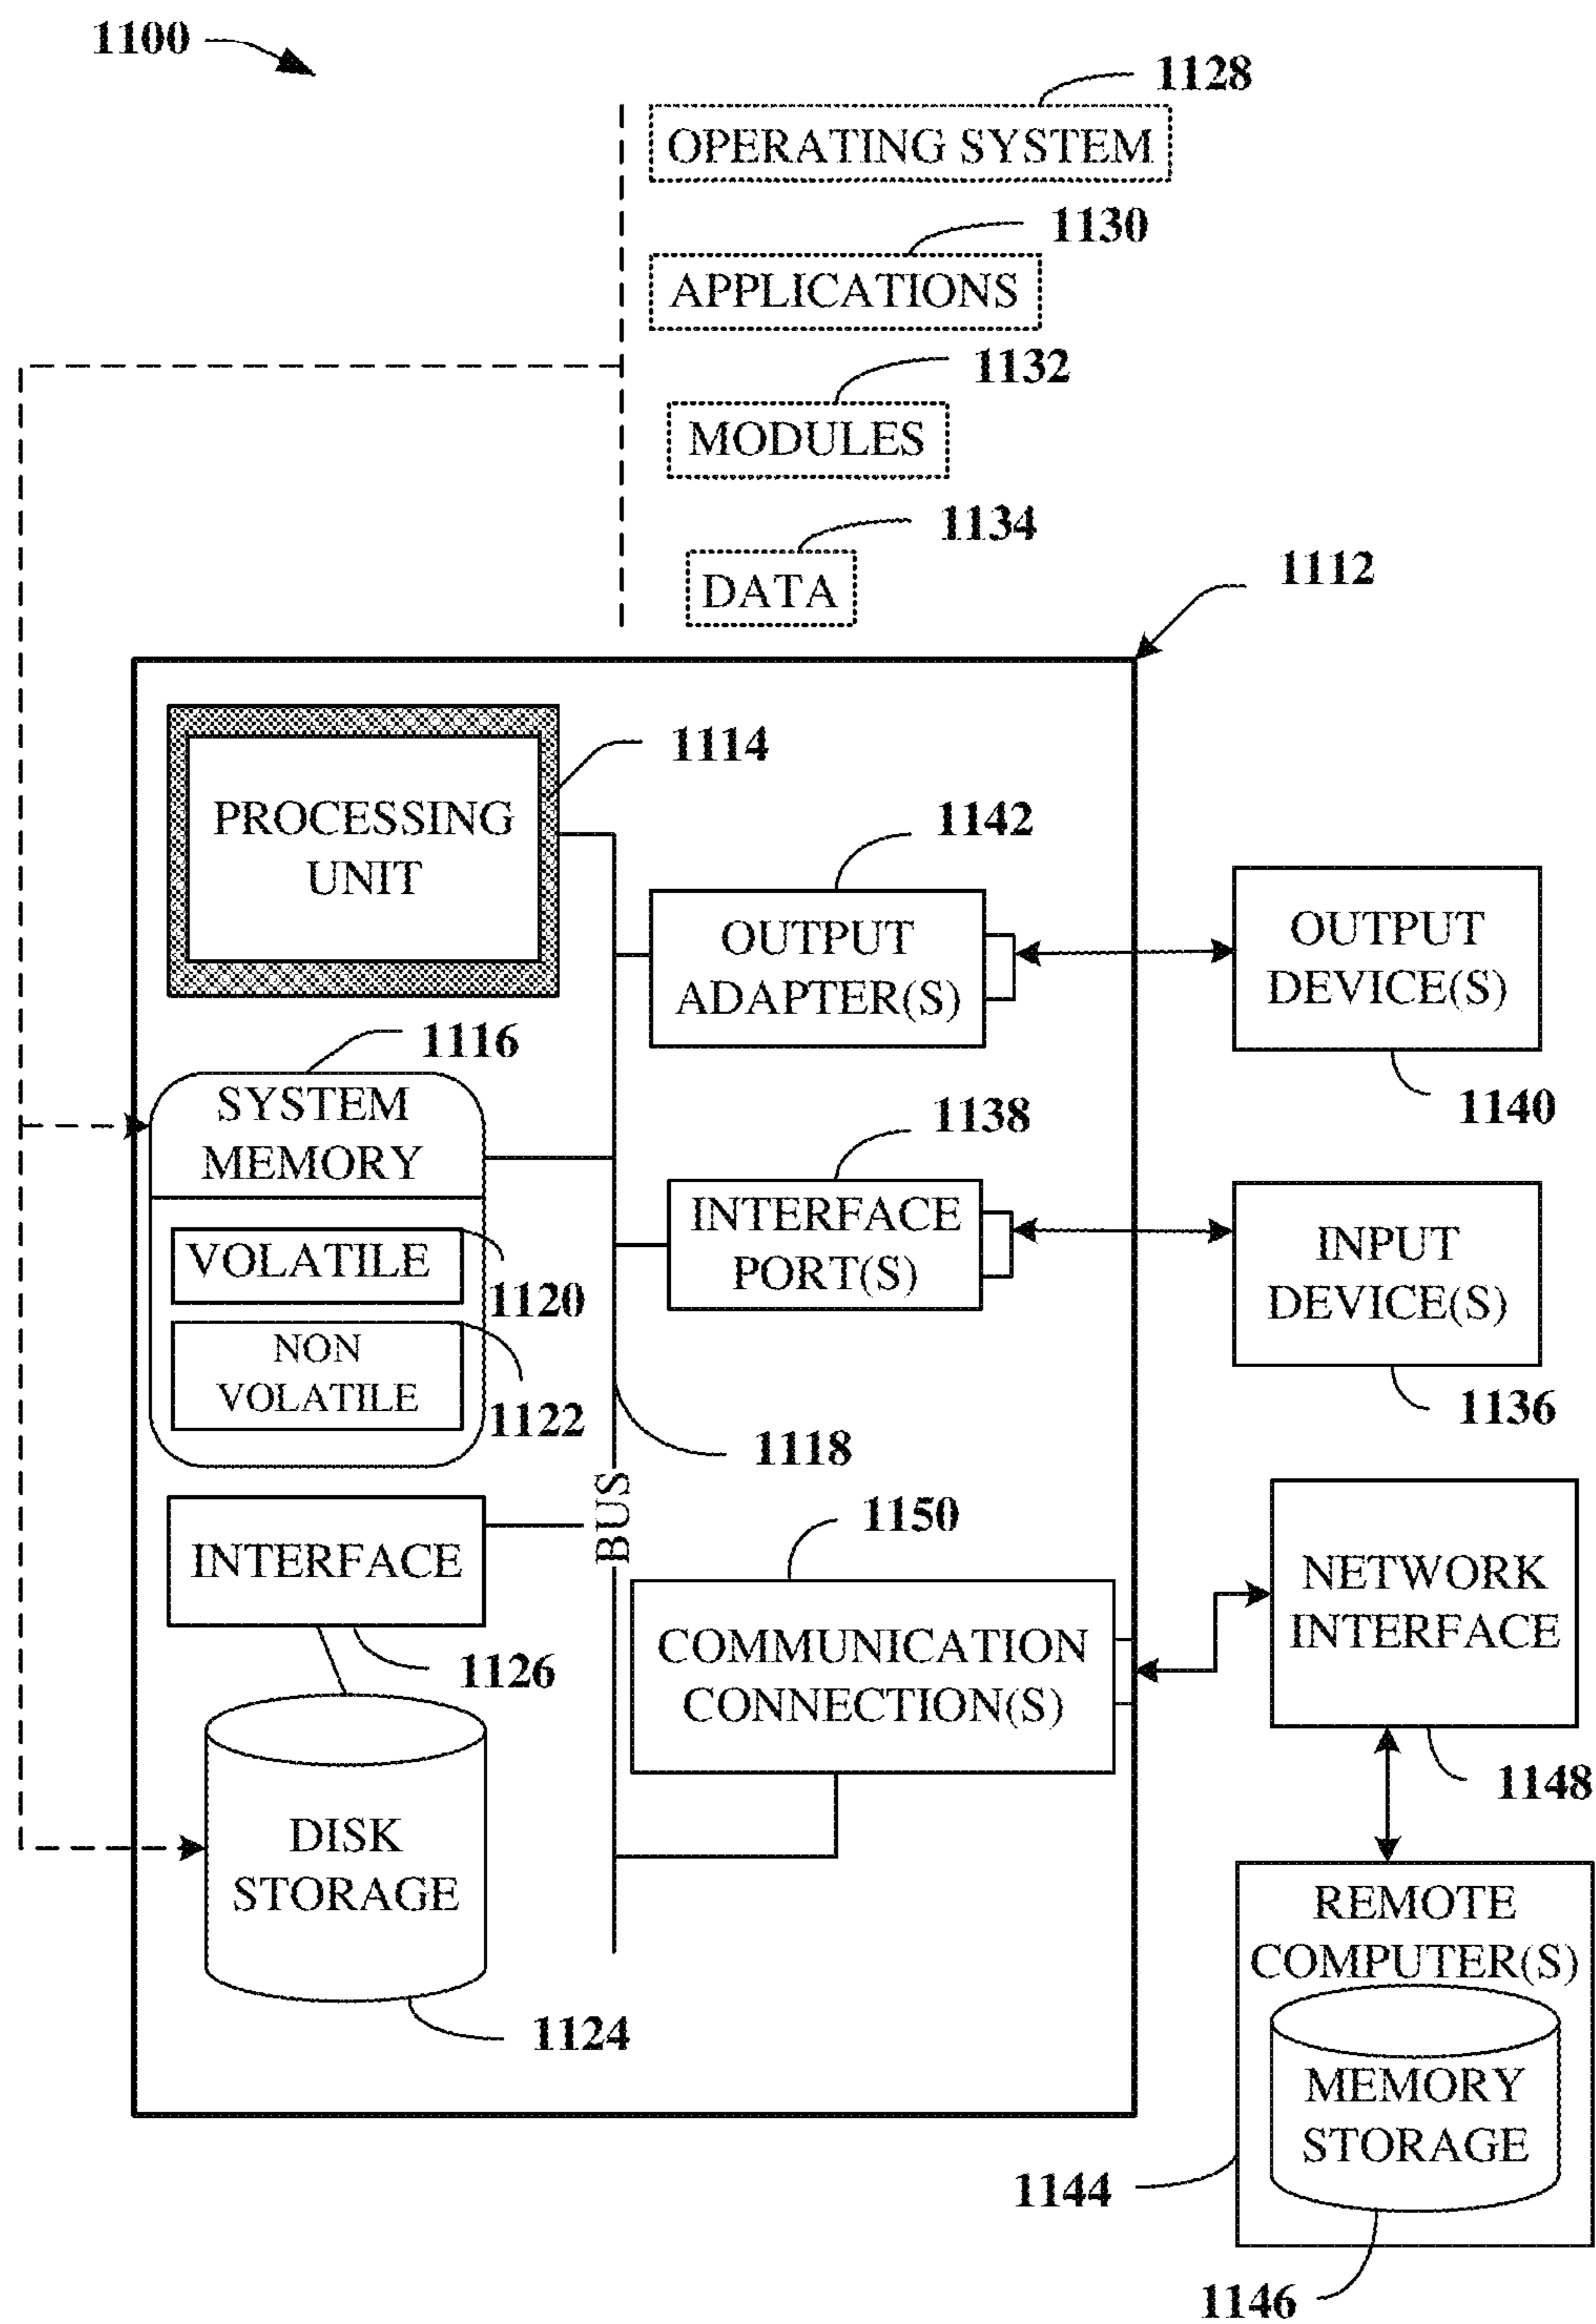 1100
1128
OPERATING SYSTEM
1130
APPLICATIONS
1132
MODULES
1134
DATA
1112
PROCESSING
UNIT
1114
1142
OUTPUT
ADAPTER(S)
OUTPUT
DEVICE(S)
1140
1116
SYSTEM
MEMORY
VOLATILE
1120
NON
VOLATILE
1122
1138
INTERFACE
PORT(S)
INPUT
DEVICE(S)
1136
1118
BUS
INTERFACE
1126
1150
COMMUNICATION
CONNECTION(S)
NETWORK
INTERFACE
1148
DISK
STORAGE
1124
REMOTE
COMPUTER(S)
MEMORY
STORAGE
1144
1146